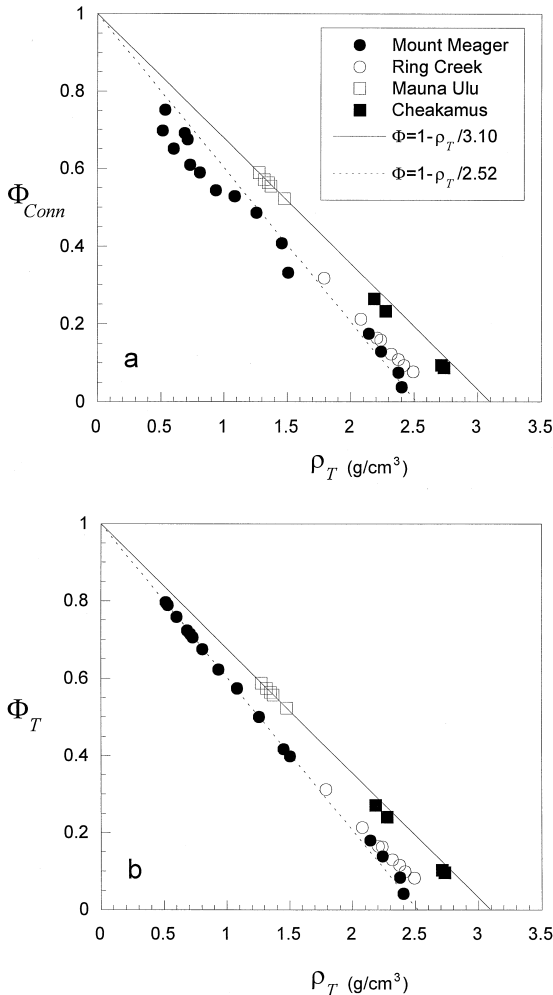 1
0.8
0.6
0.4
0.2
0
Φ Conn
Mount Meager
Ring Creek
Mauna Ulu
Cheakamus
Φ=1-ρT/3.10
Φ=1-ρT/2.52
a
0 0.5 1 1.5 2 2.5 3 3.5
ρT (g/cm³)
1
0.8
0.6
0.4
0.2
0
ΦT
b
0 0.5 1 1.5 2 2.5 3 3.5
ρT (g/cm³)